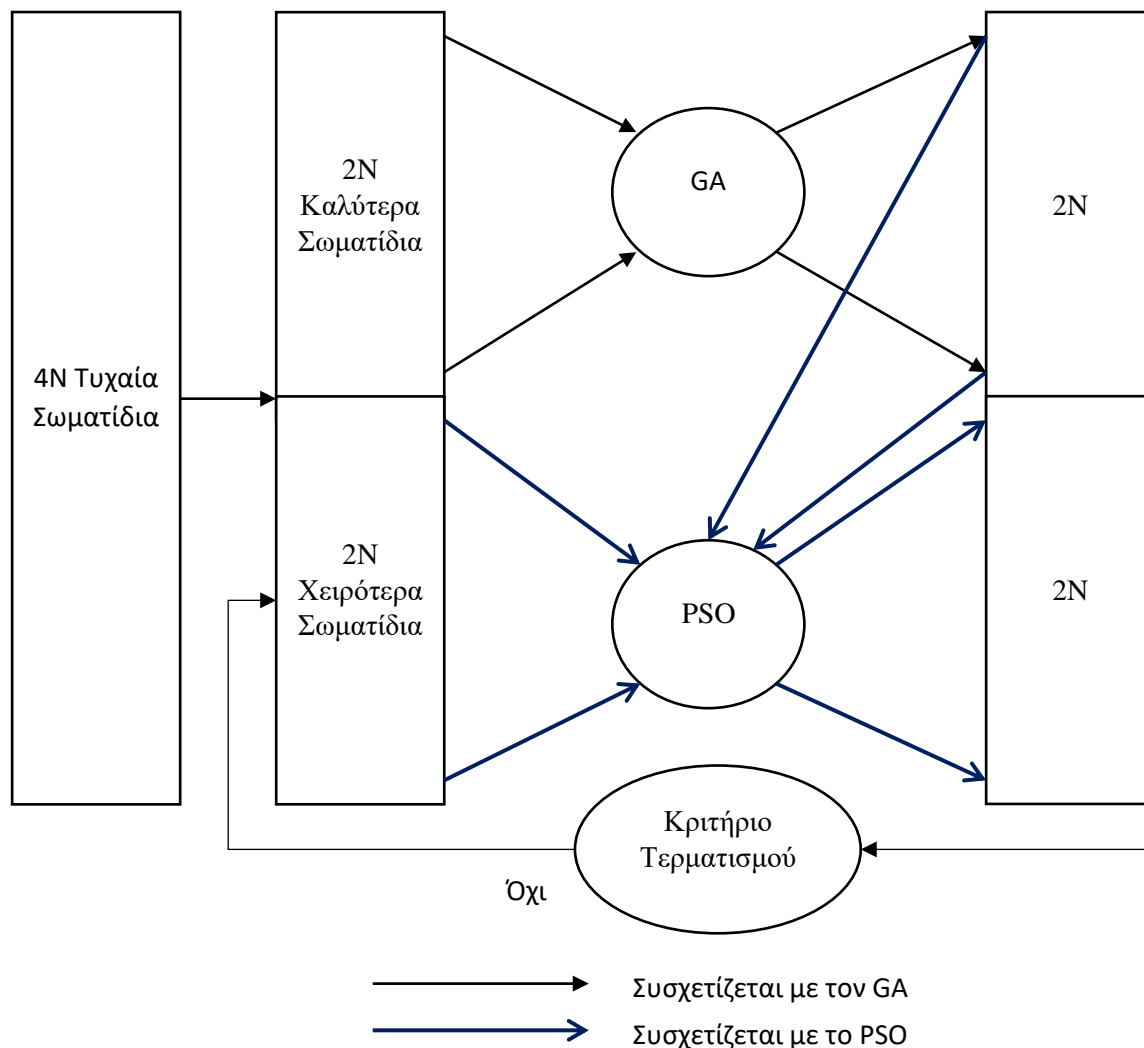 4N Τυχαία
Σωματίδια
2N
Καλύτερα
Σωματίδια
2N
Χειρότερα
Σωματίδια
GA
PSO
2N
2N
Κριτήριο
Τερματισμού
Όχι
Συσχετίζεται με τον GA
Συσχετίζεται με το PSO